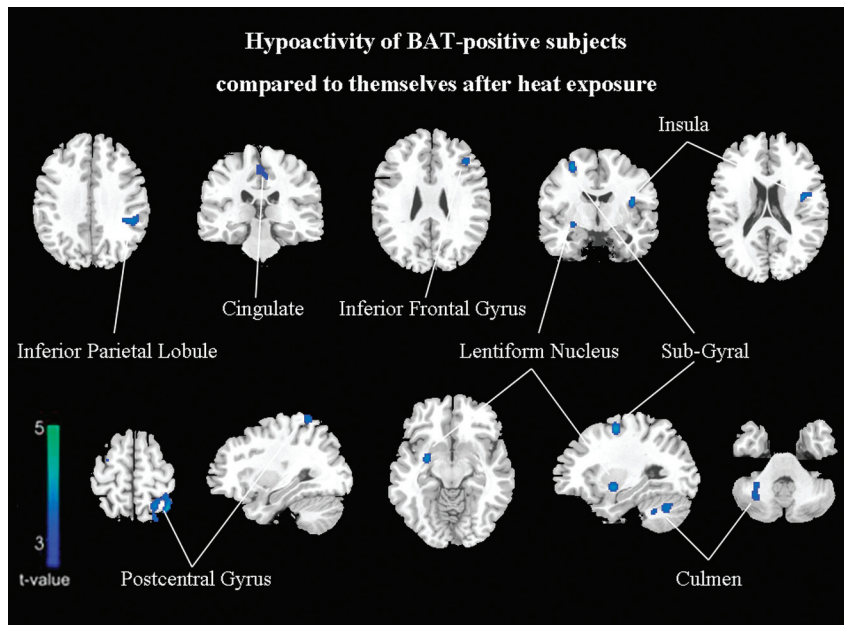 Hypoactivity of BAT-positive subjects
compared to themselves after heat exposure
Insula
Cingulate
Inferior Frontal Gyrus
Inferior Parietal Lobule
Lentiform Nucleus
Sub-Gyral
5
3
t-value
Postcentral Gyrus
Culmen